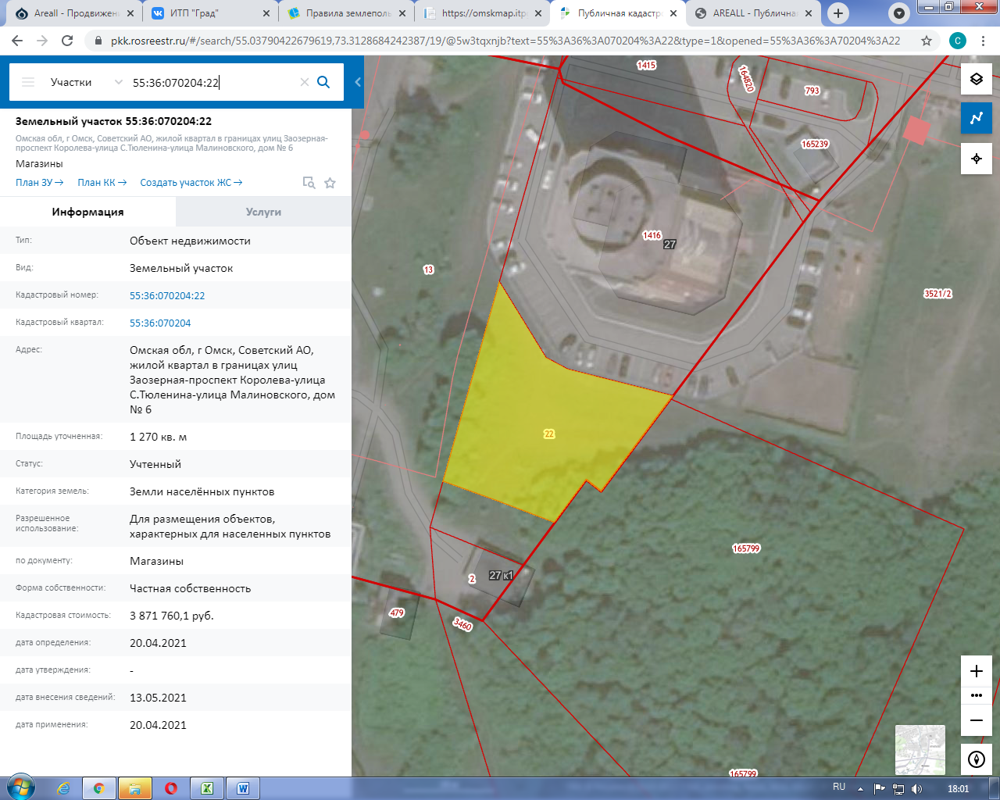 Areall - Продвижен
ИТП "Град"
Правила землеполь
https://omskmap.itp
Публичная кадастр
AREALL - Публична
pkk.rosreestr.ru/#/search/55.03790422679619,73.3128684242387/19/@5w3tqxnjb?text=55%3A36%3A070204%3A22&type=1&opened=55%3A36%3A70204%3A22
C
Участки
55:36:070204:22
Земельный участок 55:36:070204:22
Омская обл, г Омск, Советский АО, жилой квартал в границах улиц Заозерная-
проспект Королева-улица С.Тюленина-улица Малиновского, дом № 6
Магазины
План ЗУ →
План КК →
Создать участок ЖС →
Информация
Услуги
Тип:
Объект недвижимости
Вид:
Земельный участок
Кадастровый номер:
55:36:070204:22
Кадастровый квартал:
55:36:070204
Адрес:
Омская обл, г Омск, Советский АО,
жилой квартал в границах улиц
Заозерная-проспект Королева-улица
С.Тюленина-улица Малиновского, дом
№ 6
Площадь уточненная:
1 270 кв. м
Статус:
Учтенный
Категория земель:
Земли населённых пунктов
Разрешенное
использование:
Для размещения объектов,
характерных для населенных пунктов
по документу:
Магазины
Форма собственности:
Частная собственность
Кадастровая стоимость:
3 871 760,1 руб.
дата определения:
20.04.2021
дата утверждения:
-
дата внесения сведений:
13.05.2021
дата применения:
20.04.2021
1415
164820
793
165239
1416
27
13
3521/2
22
165799
2
27 к1
479
3460
165799
RU
18:01